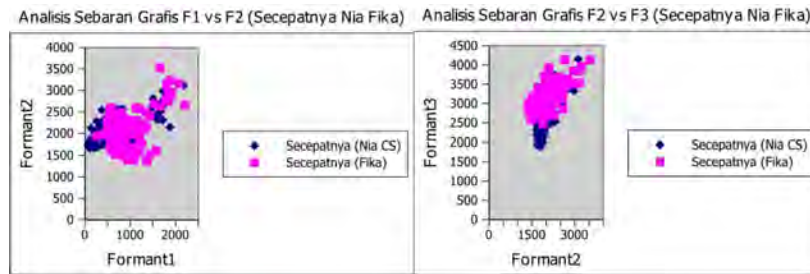 Analisis Sebaran Grafis F1 vs F2 (Secepatnya Nia Fika)
4000
3500
3000
2500
2000
1500
1000
500
0
Formant2
0 1000 2000
Formant1
Secepatnya (Nia CS)
Secepatnya (Fika)
Analisis Sebaran Grafis F2 vs F3 (Secepatnya Nia Fika)
4500
4000
3500
3000
2500
2000
1500
1000
500
0
Formant3
0 1500 3000
Formant2
Secepatnya (Nia CS)
Secepatnya (Fika)